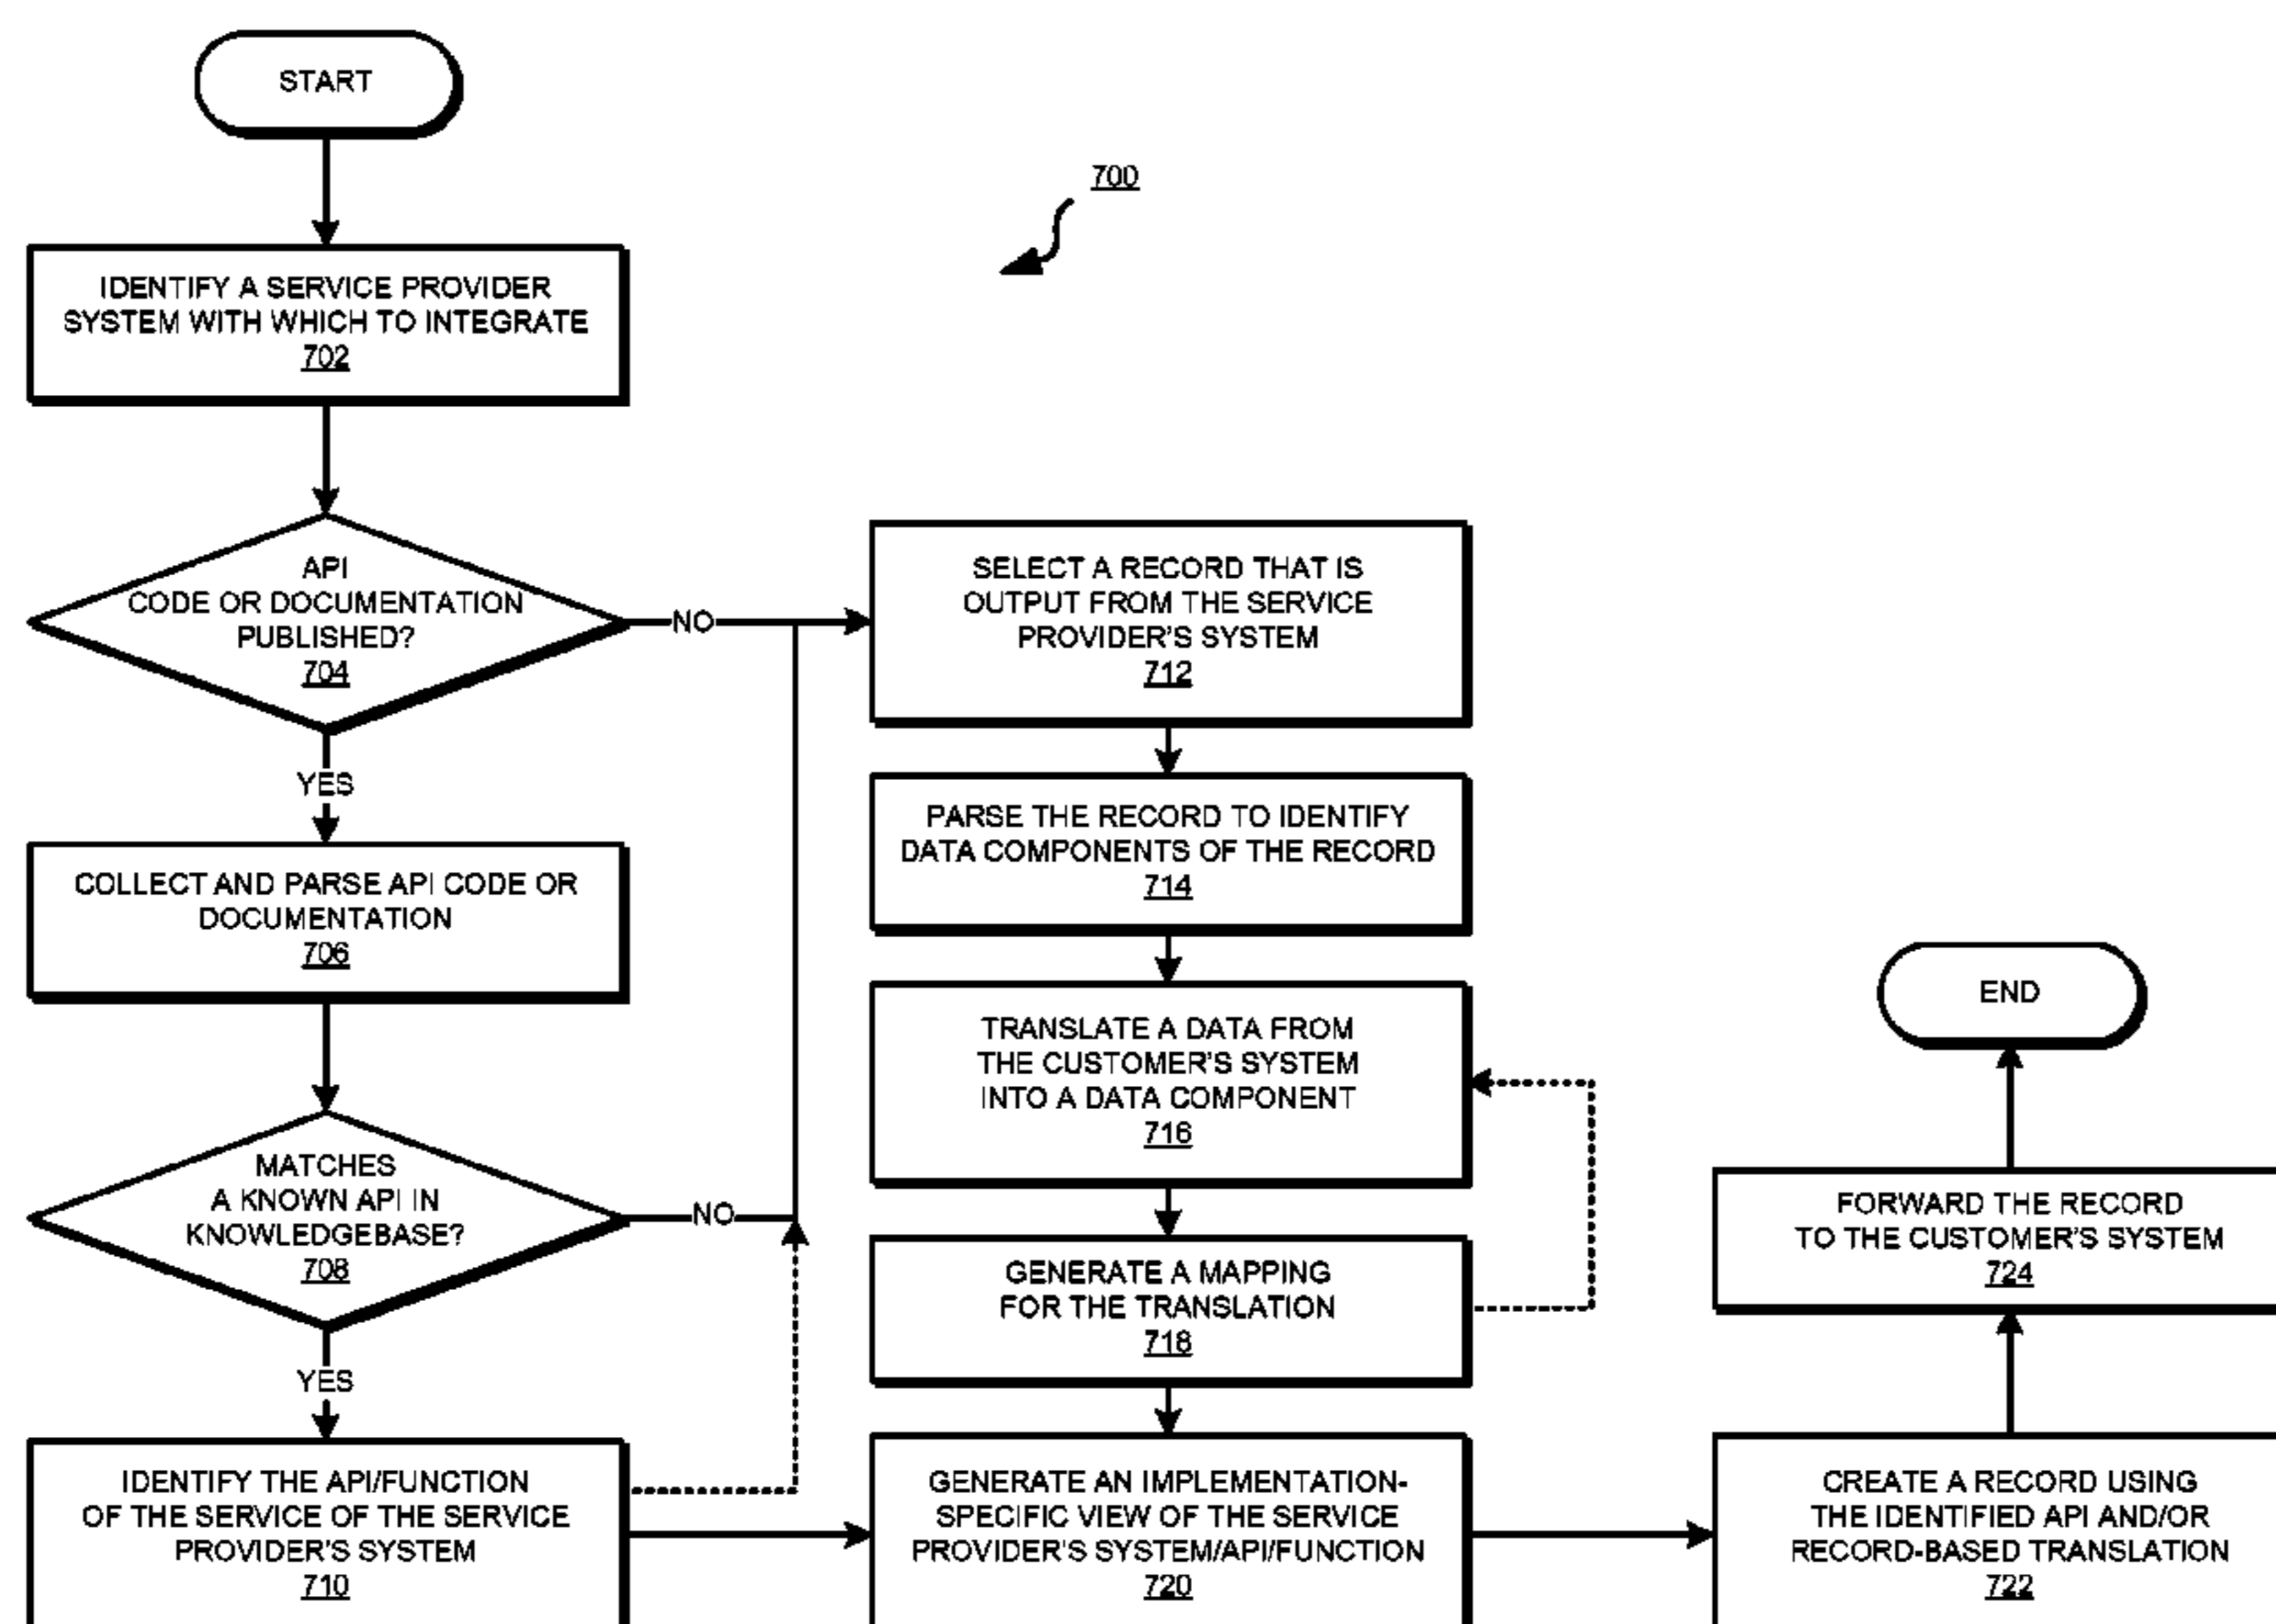 START
700
IDENTIFY A SERVICE PROVIDER
SYSTEM WITH WHICH TO INTEGRATE
702
API
CODE OR DOCUMENTATION
PUBLISHED?
704
NO
YES
COLLECT AND PARSE API CODE OR
DOCUMENTATION
706
MATCHES
A KNOWN API IN
KNOWLEDGEBASE?
708
NO
YES
IDENTIFY THE API/FUNCTION
OF THE SERVICE OF THE SERVICE
PROVIDER'S SYSTEM
710
SELECT A RECORD THAT IS
OUTPUT FROM THE SERVICE
PROVIDER'S SYSTEM
712
PARSE THE RECORD TO IDENTIFY
DATA COMPONENTS OF THE RECORD
714
TRANSLATE A DATA FROM
THE CUSTOMER'S SYSTEM
INTO A DATA COMPONENT
716
GENERATE A MAPPING
FOR THE TRANSLATION
718
GENERATE AN IMPLEMENTATION-
SPECIFIC VIEW OF THE SERVICE
PROVIDER'S SYSTEM/API/FUNCTION
720
CREATE A RECORD USING
THE IDENTIFIED API AND/OR
RECORD-BASED TRANSLATION
722
FORWARD THE RECORD
TO THE CUSTOMER'S SYSTEM
724
END